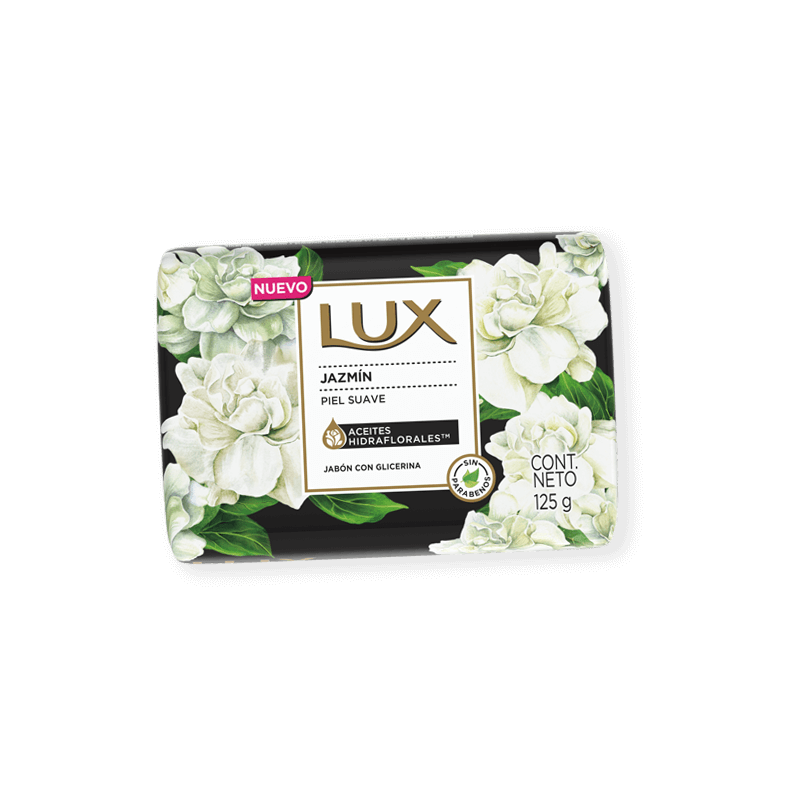 NUEVO
LUX
JAZMÍN
PIEL SUAVE
ACEITES
HIDRAFLORALES™
JABÓN CON GLICERINA
SIN
PARABENOS
CONT.
NETO
125 g